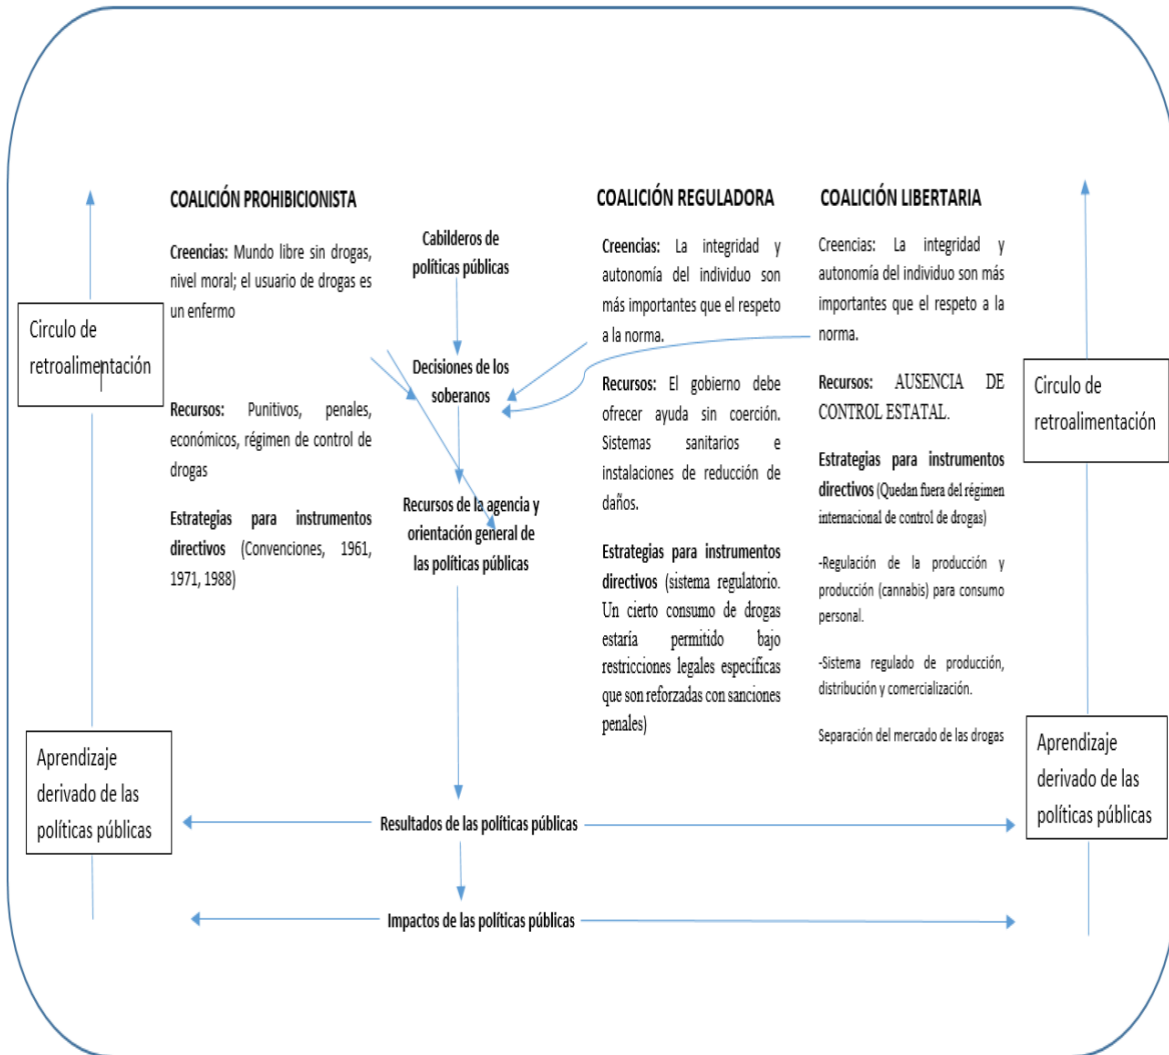 COALICIÓN PROHIBICIONISTA
Creencias: Mundo libre sin drogas,
nivel moral; el usuario de drogas es
un enfermo
Recursos: Punitivos, penales,
económicos, régimen de control de
drogas
Estrategias para instrumentos
directivos (Convenciones, 1961,
1971, 1988)
Circulo de
retroalimentación
Aprendizaje
derivado de las
políticas públicas
Cabilderos de
políticas públicas
Decisiones de los
soberanos
Recursos de la agencia y
orientación general de
las políticas públicas
Resultados de las políticas públicas
Impactos de las políticas públicas
COALICIÓN REGULADORA
Creencias: La integridad y
autonomía del individuo son
más importantes que el respeto
a la norma.
Recursos: El gobierno debe
ofrecer ayuda sin coerción.
Sistemas sanitarios e
instalaciones de reducción de
daños.
Estrategias para instrumentos
directivos (sistema regulatorio.
Un cierto consumo de drogas
estaría permitido bajo
restricciones legales específicas
que son reforzadas con sanciones
penales)
COALICIÓN LIBERTARIA
Creencias: La integridad y
autonomía del individuo son más
importantes que el respeto a la
norma.
Recursos: AUSENCIA DE
CONTROL ESTATAL.
Estrategias para instrumentos
directivos (Quedan fuera del régimen
internacional de control de drogas)
-Regulación de la producción y
producción (cannabis) para consumo
personal.
-Sistema regulado de producción,
distribución y comercialización.
Separación del mercado de las drogas
Circulo de
retroalimentación
Aprendizaje
derivado de las
políticas públicas